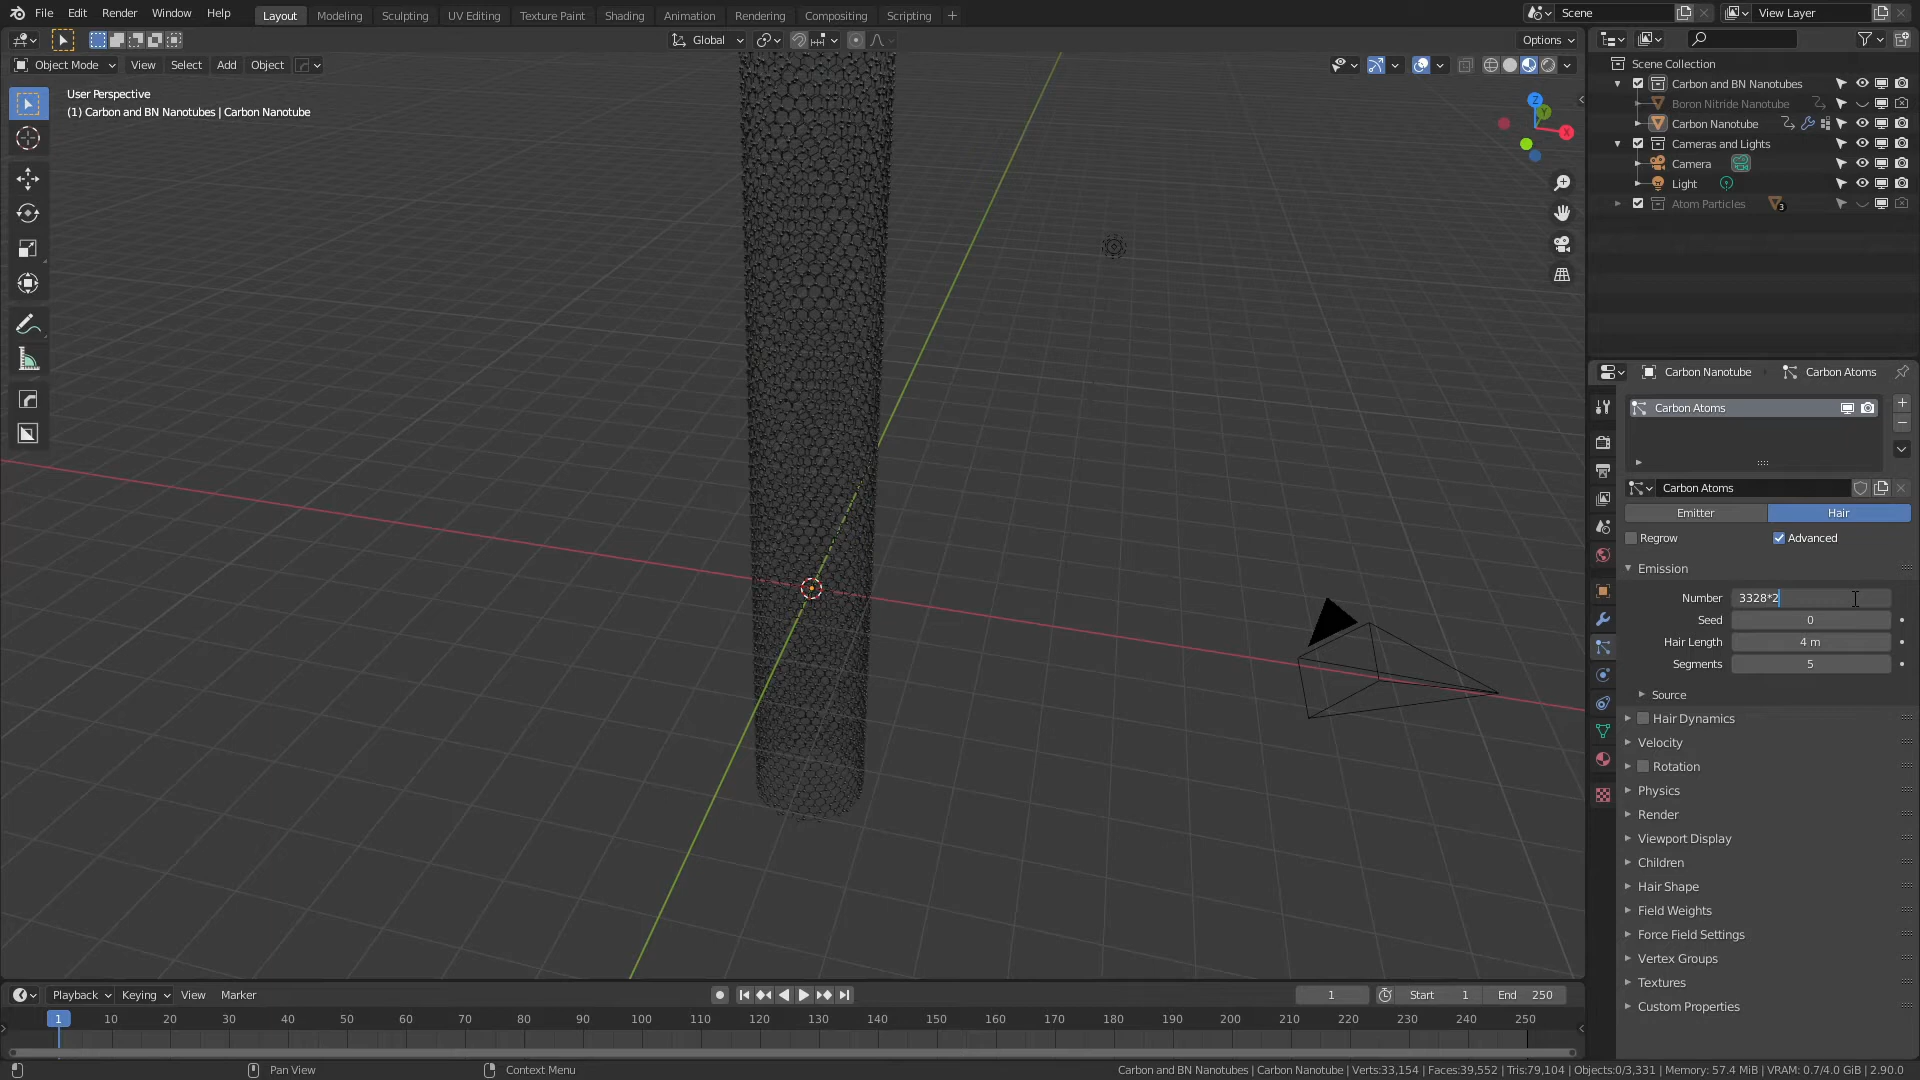 File Edit Render Window Help Layout Modeling Sculpting UV Editing Texture Paint Shading Animation Rendering Compositing Scripting + Scene View Layer
Global Options
Object Mode View Select Add Object
User Perspective
(1) Carbon and BN Nanotubes | Carbon Nanotube
Z
Y
X
Scene Collection
Carbon and BN Nanotubes
Boron Nitride Nanotube
Carbon Nanotube
Cameras and Lights
Camera
Light
Atom Particles 3
Carbon Nanotube Carbon Atoms
Carbon Atoms
Carbon Atoms
Emitter Hair
Regrow Advanced
Emission
Number 3328*2
Seed 0
Hair Length 4 m
Segments 5
Source
Hair Dynamics
Velocity
Rotation
Physics
Render
Viewport Display
Children
Hair Shape
Field Weights
Force Field Settings
Vertex Groups
Textures
Custom Properties
Playback Keying View Marker 1 Start 1 End 250
1 10 20 30 40 50 60 70 80 90 100 110 120 130 140 150 160 170 180 190 200 210 220 230 240 250
Pan View Context Menu Carbon and BN Nanotubes | Carbon Nanotube | Verts:33,154 | Faces:39,552 | Tris:79,104 | Objects:0/3,331 | Memory: 57.4 MiB | VRAM: 0.7/4.0 GiB | 2.90.0